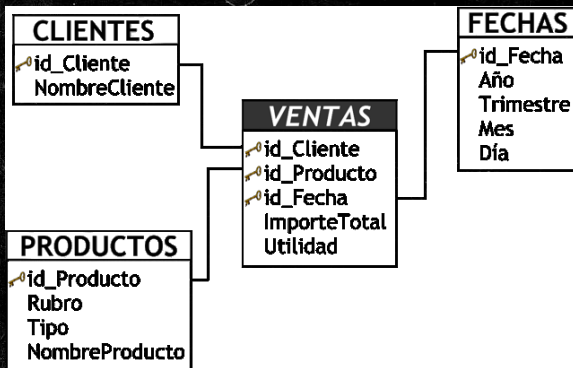 CLIENTES
id_Cliente
NombreCliente
FECHAS
id_Fecha
Año
Trimestre
Mes
Día
VENTAS
id_Cliente
id_Producto
id_Fecha
ImporteTotal
Utilidad
PRODUCTOS
id_Producto
Rubro
Tipo
NombreProducto